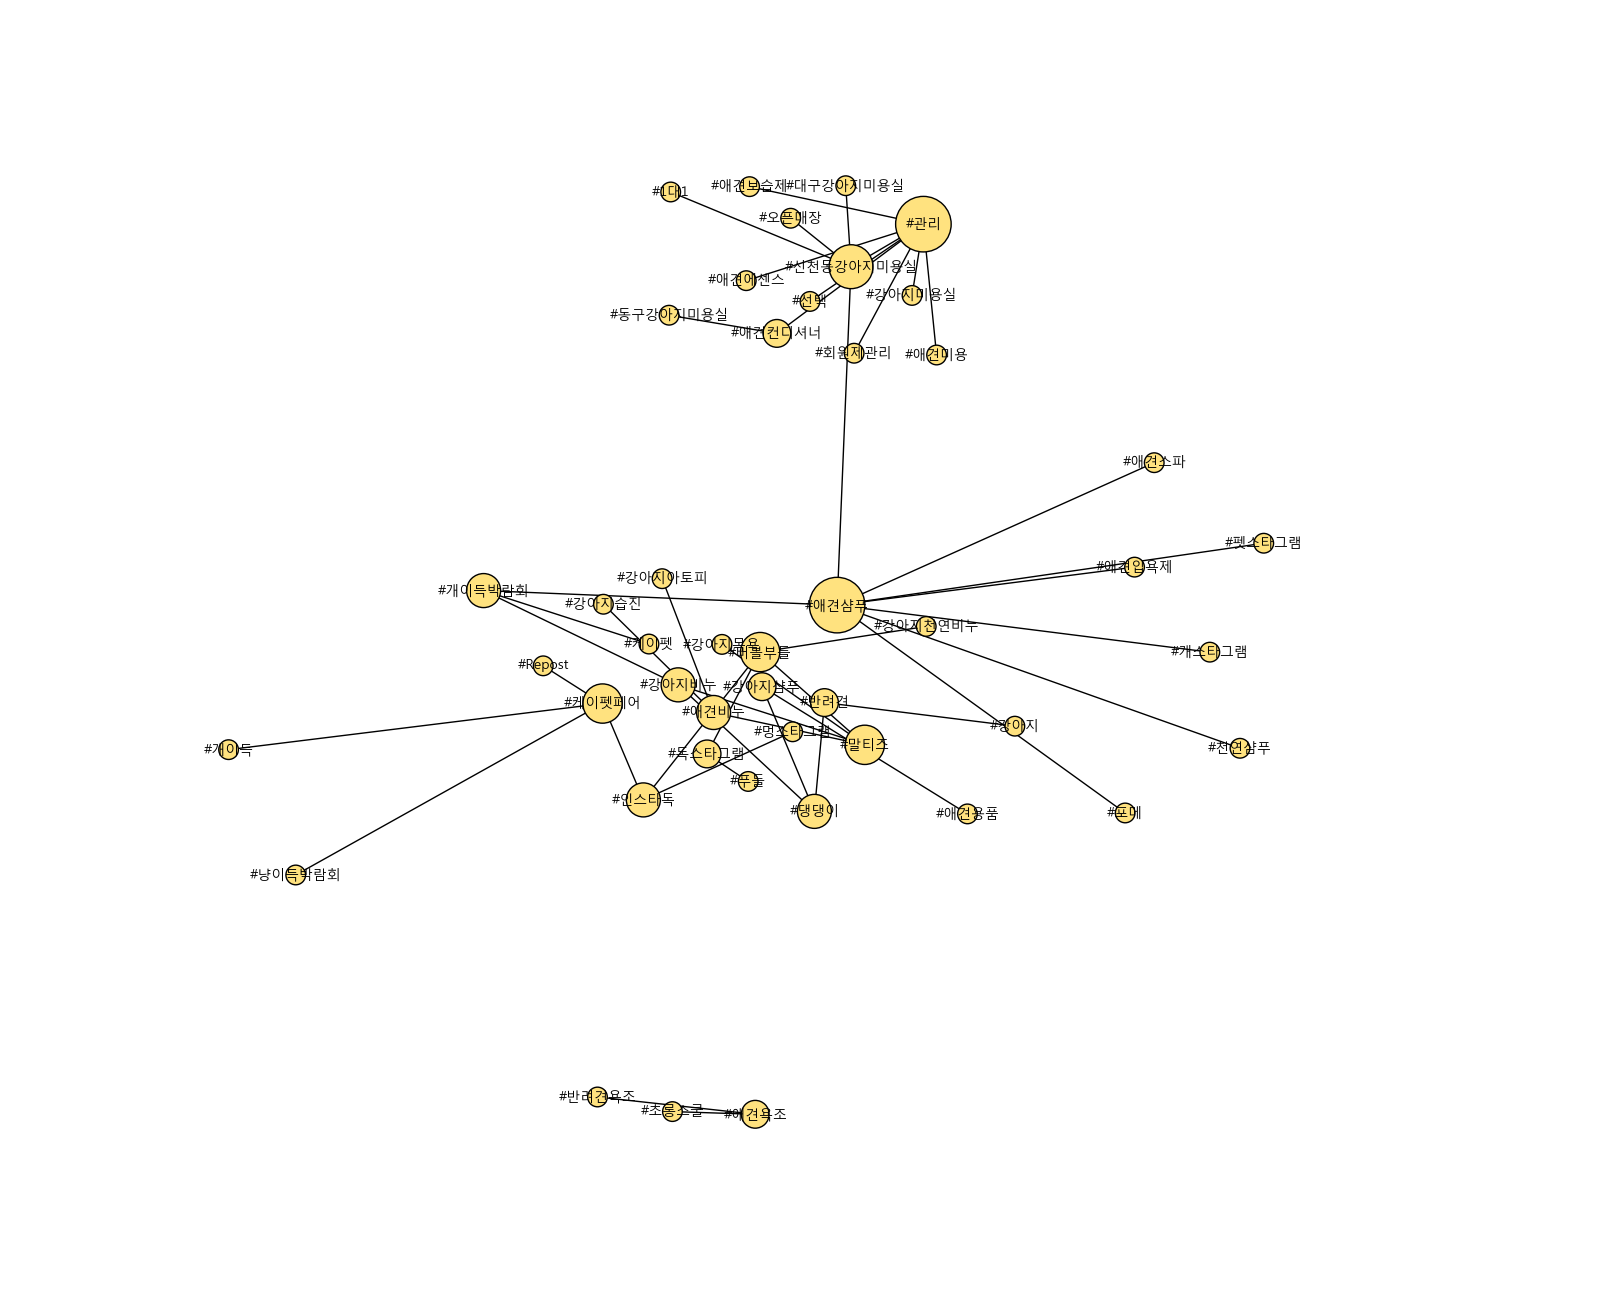 #1대1
#애견보습제
#대구강아지미용실
#오픈매장
#관리
#신천동강아지미용실
#애견에센스
#선택
#강아지미용실
#동구강아지미용실
#애견컨디셔너
#회원제관리
#애견미용
#애견스파
#펫스타그램
#애견입욕제
#강아지아토피
#개이득박람회
#강아지습진
#애견샴푸
#강아지천연비누
#케이펫
#강아지목욕
#버블부틀
#개스타그램
#Repost
#강아지비누
#강아지샴푸
#케이펫페어
#반려견
#애견비누
#강아지
#멍스타그램
#말티즈
#개이득
#독스타그램
#천연샴푸
#푸들
#인스타독
#댕댕이
#애견용품
#포메
#냥이득박람회
#반려견욕조
#초롱스쿨
#애견욕조